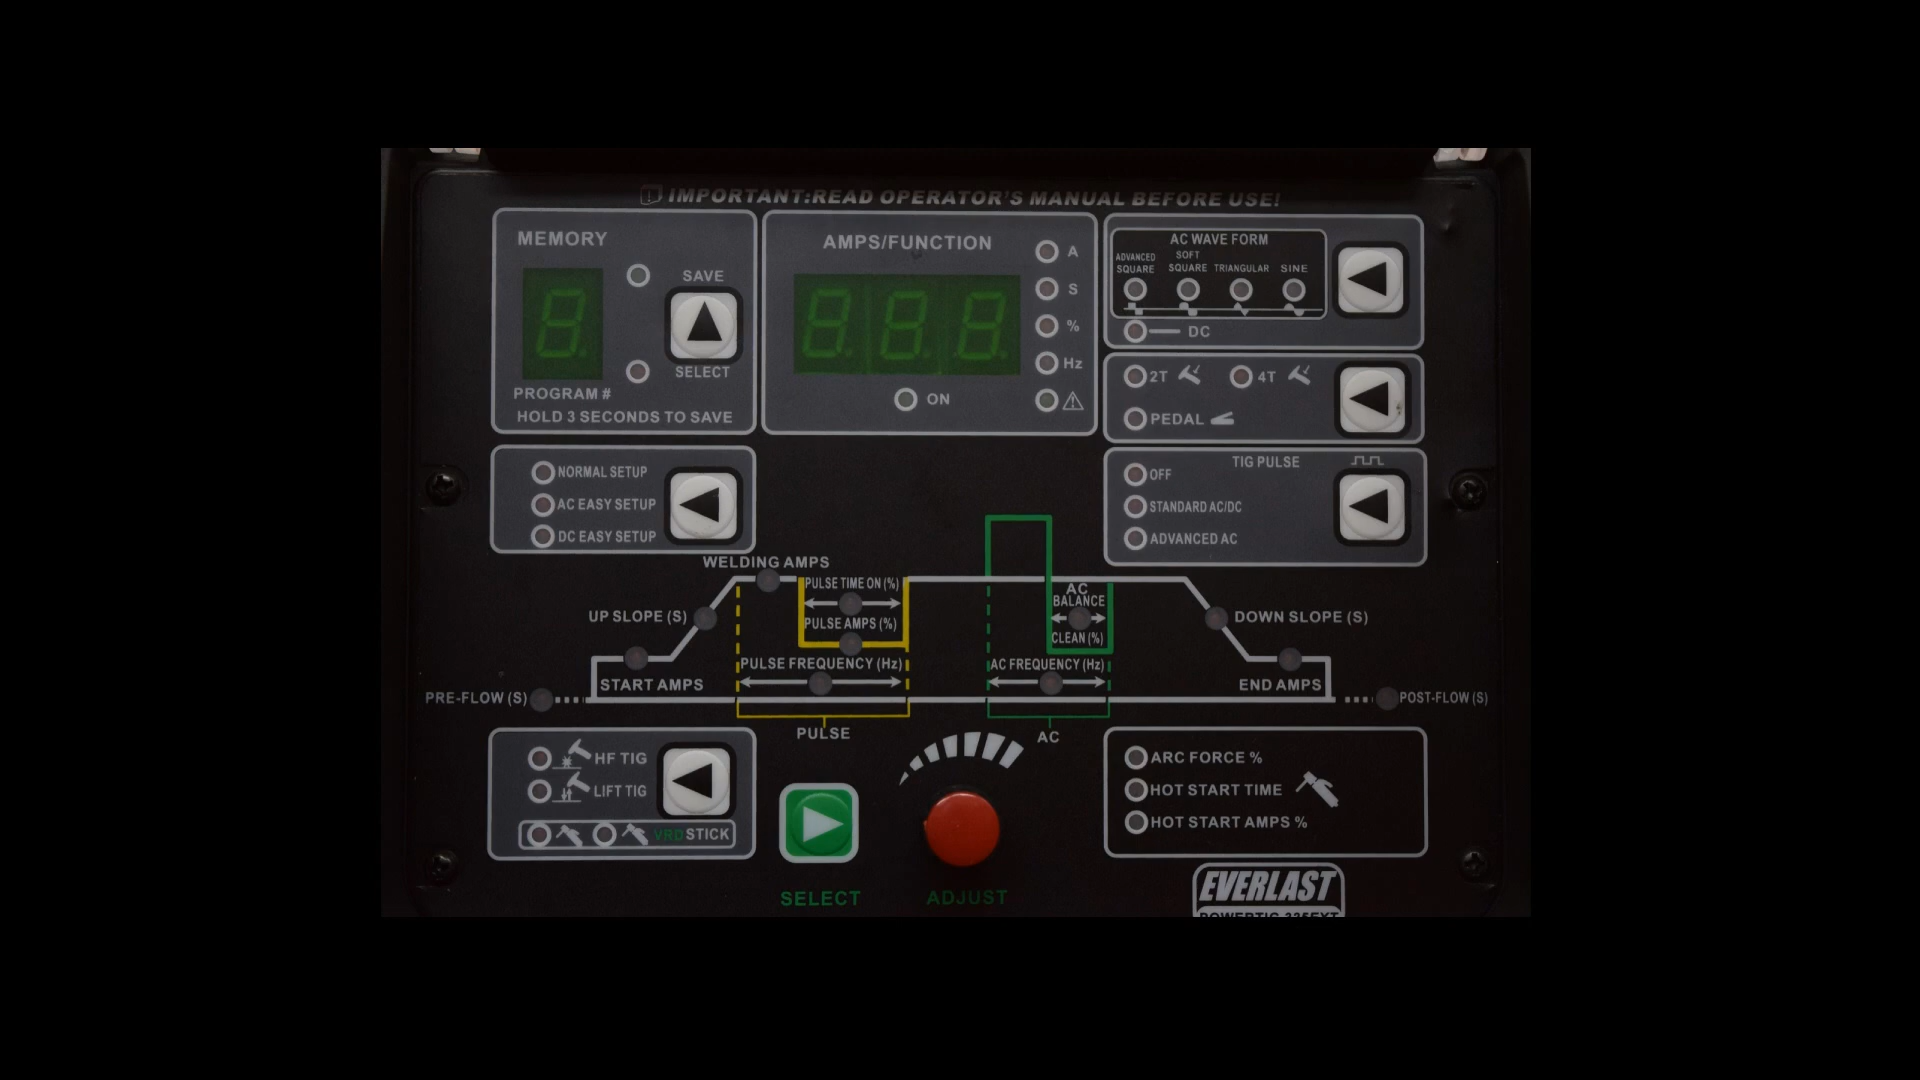 IMPORTANT:READ OPERATOR'S MANUAL BEFORE USE!
MEMORY
SAVE
SELECT
PROGRAM #
HOLD 3 SECONDS TO SAVE
AMPS/FUNCTION
A
S
%
Hz
ON
AC WAVE FORM
ADVANCED SQUARE
SOFT SQUARE
TRIANGULAR
SINE
DC
2T
4T
PEDAL
NORMAL SETUP
AC EASY SETUP
DC EASY SETUP
TIG PULSE
OFF
STANDARD AC/DC
ADVANCED AC
WELDING AMPS
PULSE TIME ON (%)
UP SLOPE (S)
PULSE AMPS (%)
AC
BALANCE
CLEAN (%)
DOWN SLOPE (S)
PULSE FREQUENCY (Hz)
AC FREQUENCY (Hz)
START AMPS
END AMPS
PRE-FLOW (S)
POST-FLOW (S)
PULSE
AC
HF TIG
LIFT TIG
VRD STICK
SELECT
ADJUST
ARC FORCE %
HOT START TIME
HOT START AMPS %
EVERLAST